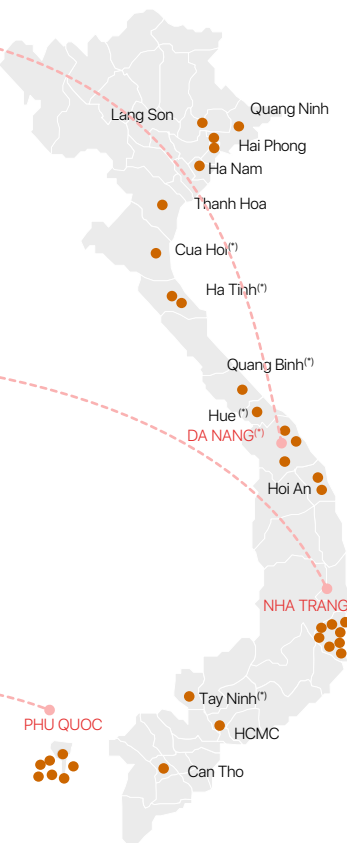 Lang Son
Quang Ninh
Hai Phong
Ha Nam
Thanh Hoa
Cua Hoi(*)
Ha Tinh(*)
Quang Binh(*)
Hue (*)
DA NANG(*)
Hoi An
NHA TRANG
Tay Ninh(*)
PHU QUOC
HCMC
Can Tho